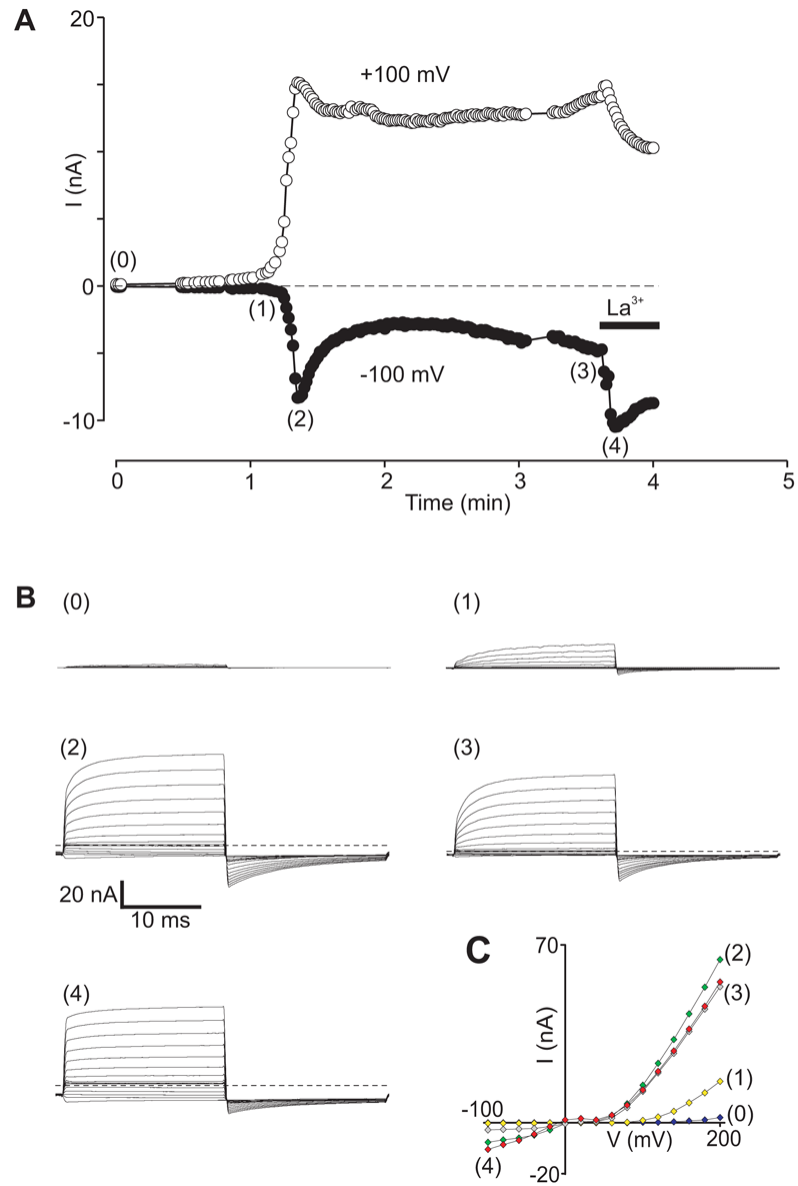 A
20
+100 mV
I (nA)
10
(0)
0
(1)
La³⁺
-100 mV
(3)
(2)
-10
(4)
0 1 2 3 4 5
Time (min)
B
(0)
(1)
(2)
(3)
20 nA
10 ms
(4)
C
70
(2)
(3)
I (nA)
(1)
-100
(0)
V (mV)
200
(4)
-20